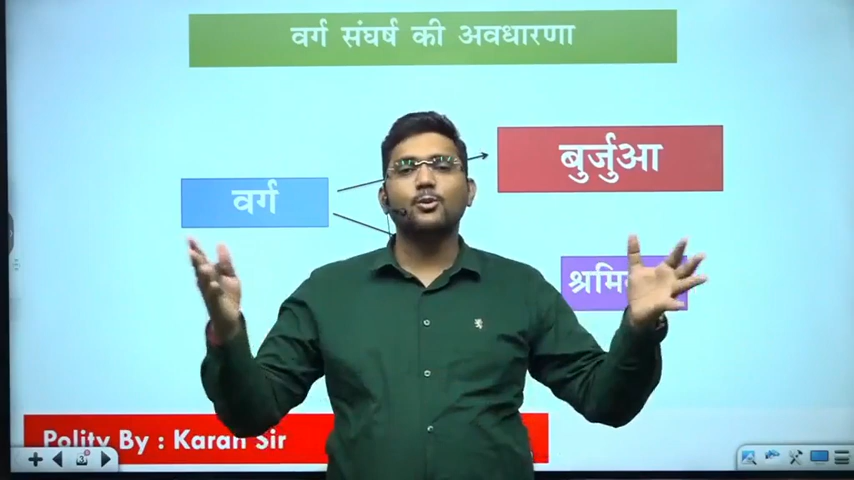 वर्ग संघर्ष की अवधारणा
बुर्जुआ
वर्ग
Polity By : Karan Sir